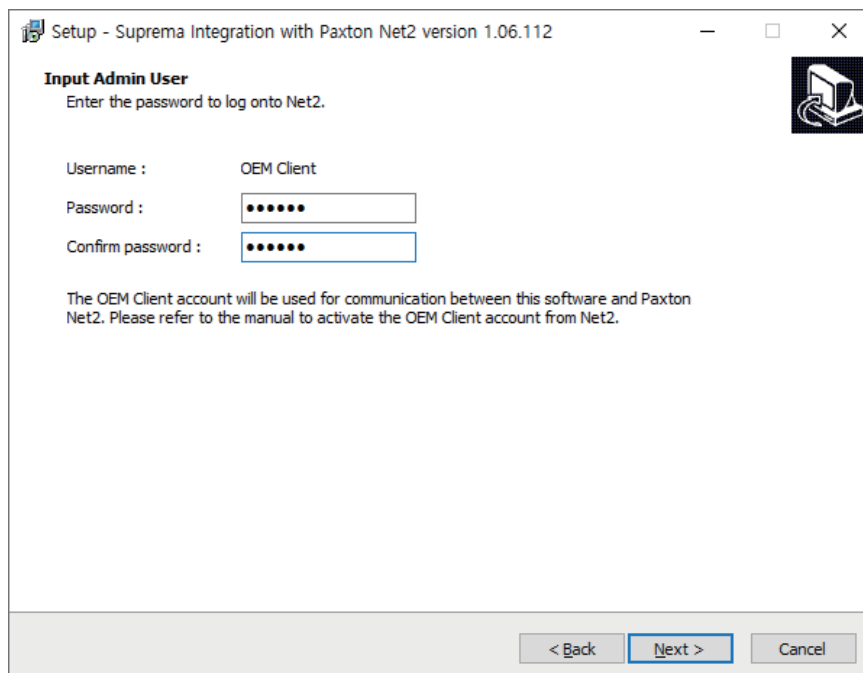 Setup - Suprema Integration with Paxton Net2 version 1.06.112
Input Admin User
Enter the password to log onto Net2.
Username : OEM Client
Password : ••••••
Confirm password : ••••••
The OEM Client account will be used for communication between this software and Paxton
Net2. Please refer to the manual to activate the OEM Client account from Net2.
< Back Next > Cancel